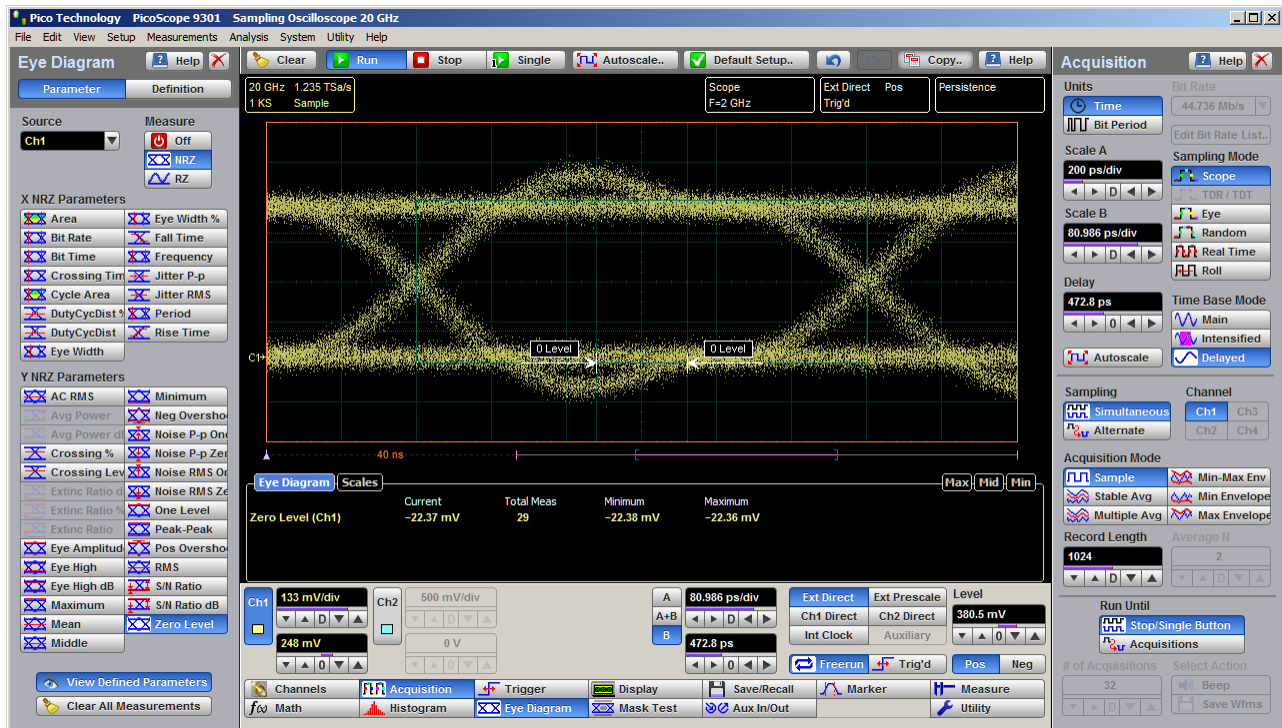 Pico Technology PicoScope 9301 Sampling Oscilloscope 20 GHz
File Edit View Setup Measurements Analysis System Utility Help
Eye Diagram Help
Parameter Definition
Source Measure
Ch1 Off
NRZ
RZ
X NRZ Parameters
Area Eye Width %
Bit Rate Fall Time
Bit Time Frequency
Crossing Tim Jitter P-p
Cycle Area Jitter RMS
DutyCycDist % Period
DutyCycDist Rise Time
Eye Width
Y NRZ Parameters
AC RMS Minimum
Avg Power Neg Oversho
Avg Power dB Noise P-p One
Crossing % Noise P-p Zer
Crossing Lev Noise RMS On
Extinc Ratio d Noise RMS Ze
Extinc Ratio % One Level
Extinc Ratio Peak-Peak
Eye Amplitud Pos Oversho
Eye High RMS
Eye High dB S/N Ratio
Maximum S/N Ratio dB
Mean Zero Level
Middle
View Defined Parameters
Clear All Measurements
Clear Run Stop Single Autoscale.. Default Setup.. Copy.. Help
20 GHz 1.235 TSa/s
1 KS Sample
Scope
F=2 GHz
Ext Direct Pos
Trig'd
Persistence
C1
0 Level 0 Level
40 ns
Eye Diagram Scales Max Mid Min
Current Total Meas Minimum Maximum
Zero Level (Ch1) −22.37 mV 29 −22.38 mV −22.36 mV
Ch1 133 mV/div Ch2 500 mV/div
D D
248 mV 0 V
0 0
A 80.986 ps/div
A+B D
B 472.8 ps
0
Ext Direct Ext Prescale Level
Ch1 Direct Ch2 Direct 380.5 mV
Int Clock Auxiliary 0
Freerun Trig'd Pos Neg
Channels Acquisition Trigger Display Save/Recall Marker Measure
f(x) Math Histogram Eye Diagram Mask Test Aux In/Out Utility
Acquisition Help
Units Bit Rate
Time 44.736 Mb/s
Bit Period Edit Bit Rate List..
Scale A Sampling Mode
200 ps/div Scope
D TDR / TDT
Scale B Eye
80.986 ps/div Random
D Real Time
Roll
Delay Time Base Mode
472.8 ps Main
0 Intensified
Autoscale Delayed
Sampling Channel
Simultaneous Ch1 Ch3
Alternate Ch2 Ch4
Acquisition Mode
Sample Min-Max Env
Stable Avg Min Envelope
Multiple Avg Max Envelope
Record Length Average N
1024 2
D D
Run Until
Stop/Single Button
Acquisitions
# of Acquisitions Select Action
32 Beep
D Save Wfms